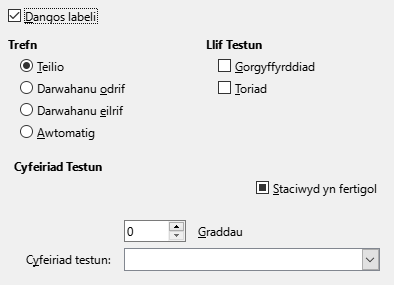 Dangos labeli
Trefn
Llif Testun
Teilio
Gorgyffyrddiad
Darwahanu odrif
Toriad
Darwahanu eilrif
Awtomatig
Cyfeiriad Testun
Staciwyd yn fertigol
0
Graddau
Cyfeiriad testun: